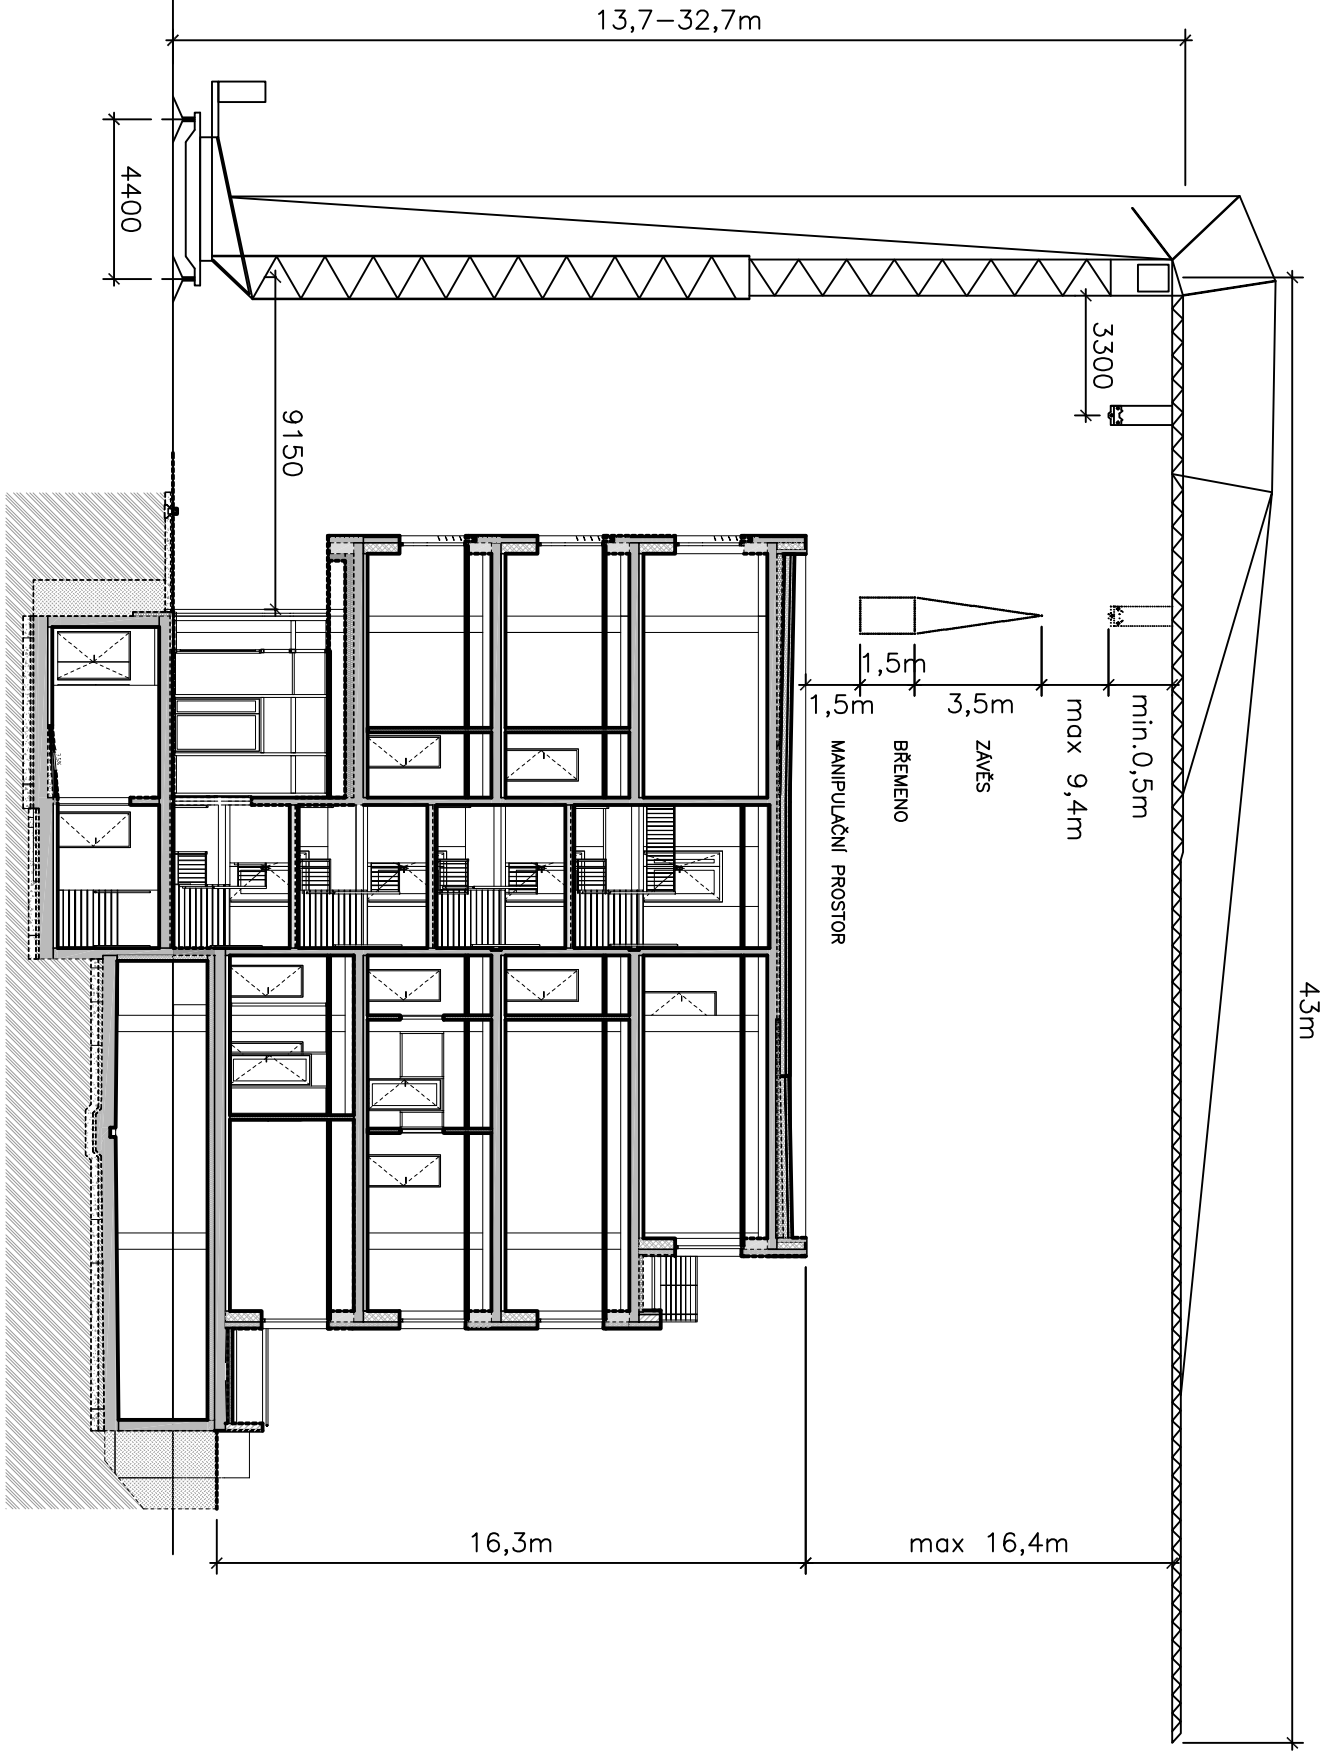 13,7-32,7m
4400
3300
9150
1,5m
1,5m
3,5m
max 9,4m
min.0,5m
MANIPULAČNÍ PROSTOR
BŘEMENO
ZÁVĚS
43m
16,3m
max 16,4m